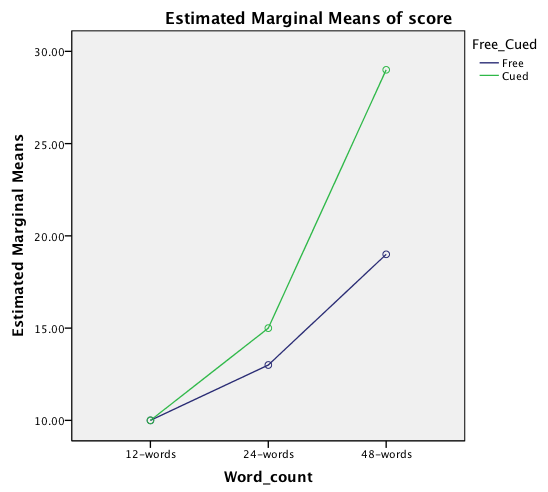 Estimated Marginal Means of score
Free_Cued
Free
Cued
Estimated Marginal Means
30.00
25.00
20.00
15.00
10.00
12-words
24-words
48-words
Word_count